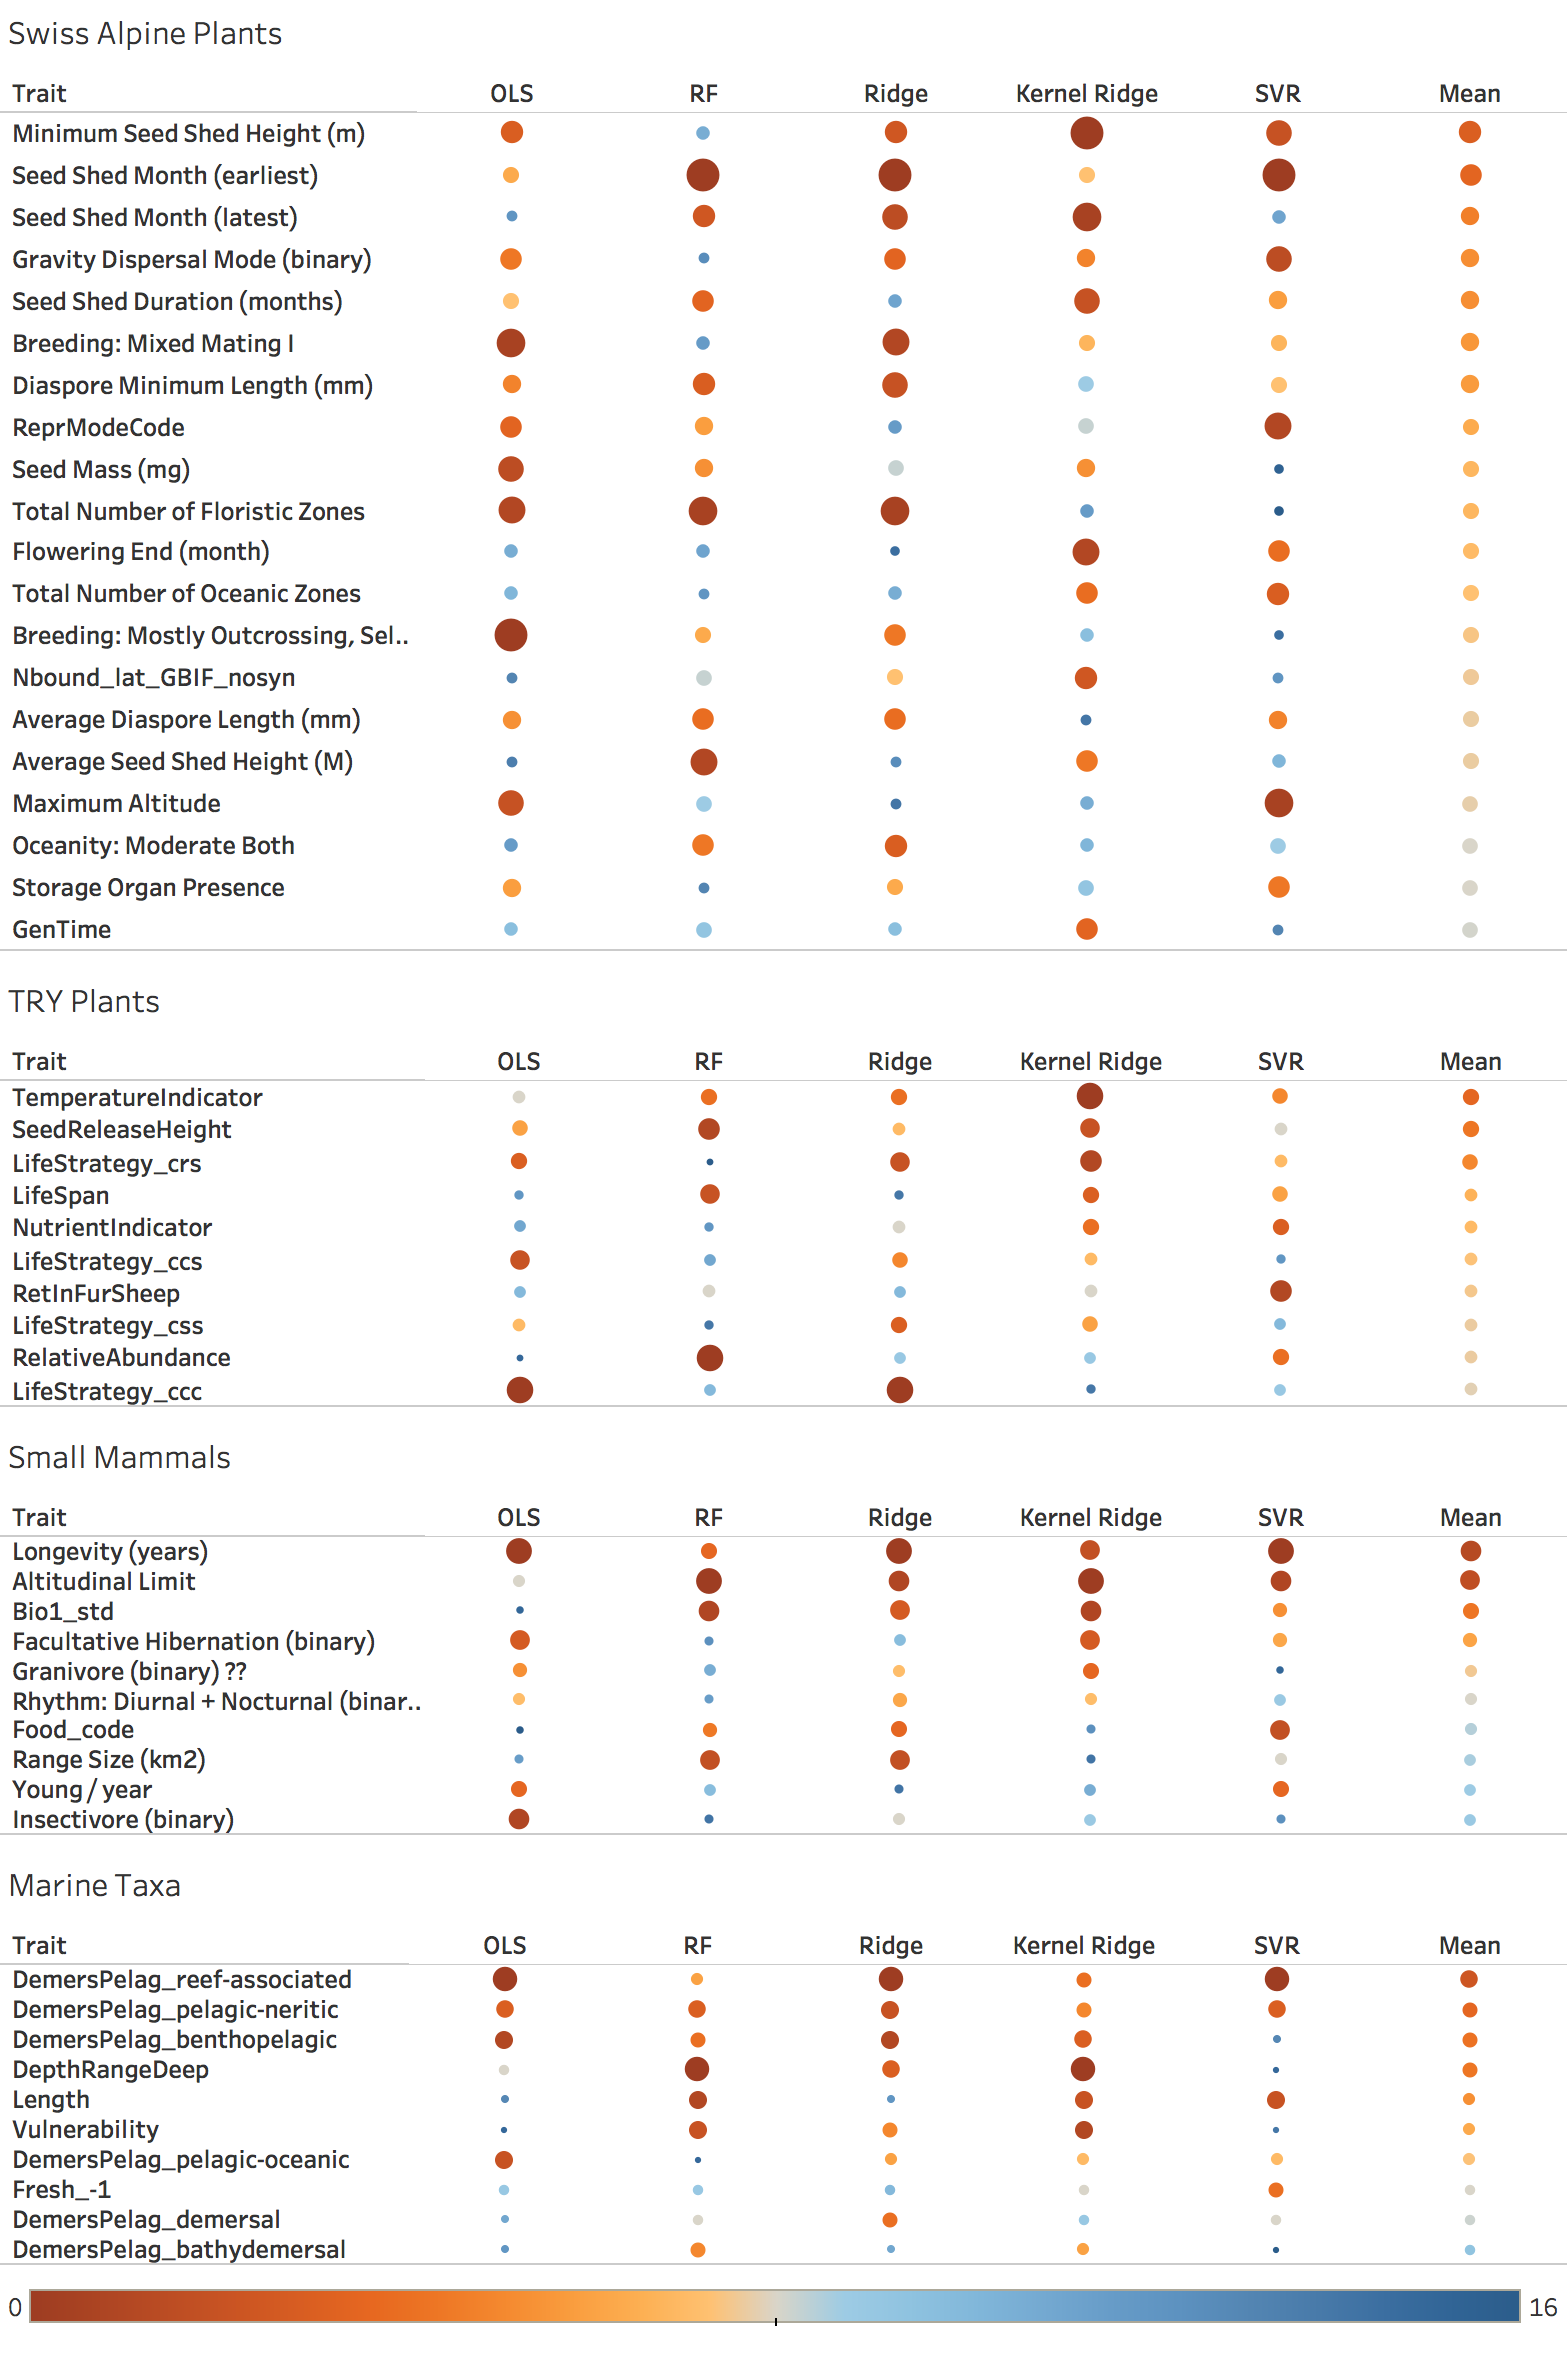 Swiss Alpine Plants
Trait OLS RF Ridge Kernel Ridge SVR Mean
Minimum Seed Shed Height (m)
Seed Shed Month (earliest)
Seed Shed Month (latest)
Gravity Dispersal Mode (binary)
Seed Shed Duration (months)
Breeding: Mixed Mating I
Diaspore Minimum Length (mm)
ReprModeCode
Seed Mass (mg)
Total Number of Floristic Zones
Flowering End (month)
Total Number of Oceanic Zones
Breeding: Mostly Outcrossing, Sel..
Nbound_lat_GBIF_nosyn
Average Diaspore Length (mm)
Average Seed Shed Height (M)
Maximum Altitude
Oceanity: Moderate Both
Storage Organ Presence
GenTime
TRY Plants
Trait OLS RF Ridge Kernel Ridge SVR Mean
TemperatureIndicator
SeedReleaseHeight
LifeStrategy_crs
LifeSpan
NutrientIndicator
LifeStrategy_ccs
RetInFurSheep
LifeStrategy_css
RelativeAbundance
LifeStrategy_ccc
Small Mammals
Trait OLS RF Ridge Kernel Ridge SVR Mean
Longevity (years)
Altitudinal Limit
Bio1_std
Facultative Hibernation (binary)
Granivore (binary) ??
Rhythm: Diurnal + Nocturnal (binar..
Food_code
Range Size (km2)
Young / year
Insectivore (binary)
Marine Taxa
Trait OLS RF Ridge Kernel Ridge SVR Mean
DemersPelag_reef-associated
DemersPelag_pelagic-neritic
DemersPelag_benthopelagic
DepthRangeDeep
Length
Vulnerability
DemersPelag_pelagic-oceanic
Fresh_-1
DemersPelag_demersal
DemersPelag_bathydemersal
0 16